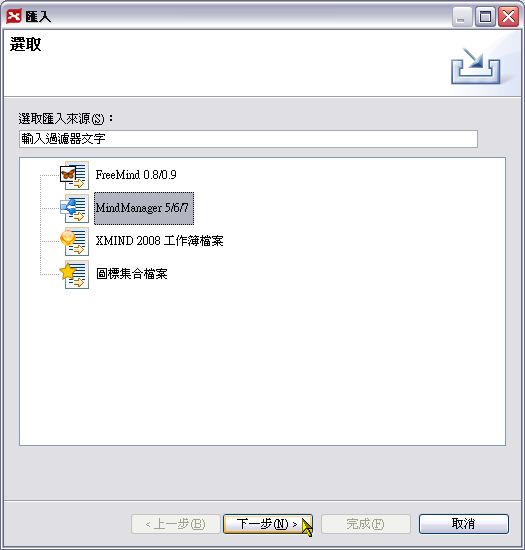 匯入
選取
選取匯入來源(S)：
輸入過濾器文字
FreeMind 0.8/0.9
MindManager 5/6/7
XMIND 2008 工作簿檔案
圖標集合檔案
< 上一步(B)
下一步(N) >
完成(F)
取消